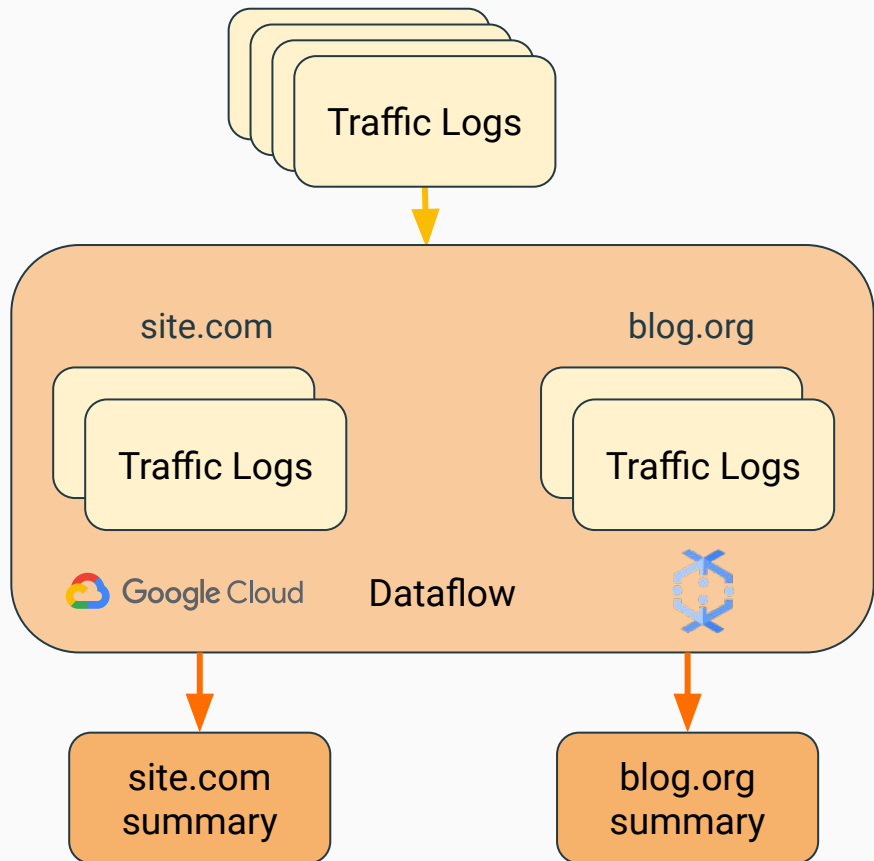 Traffic Logs
site.com
blog.org
Traffic Logs
Traffic Logs
Google Cloud
Dataflow
site.com
summary
blog.org
summary